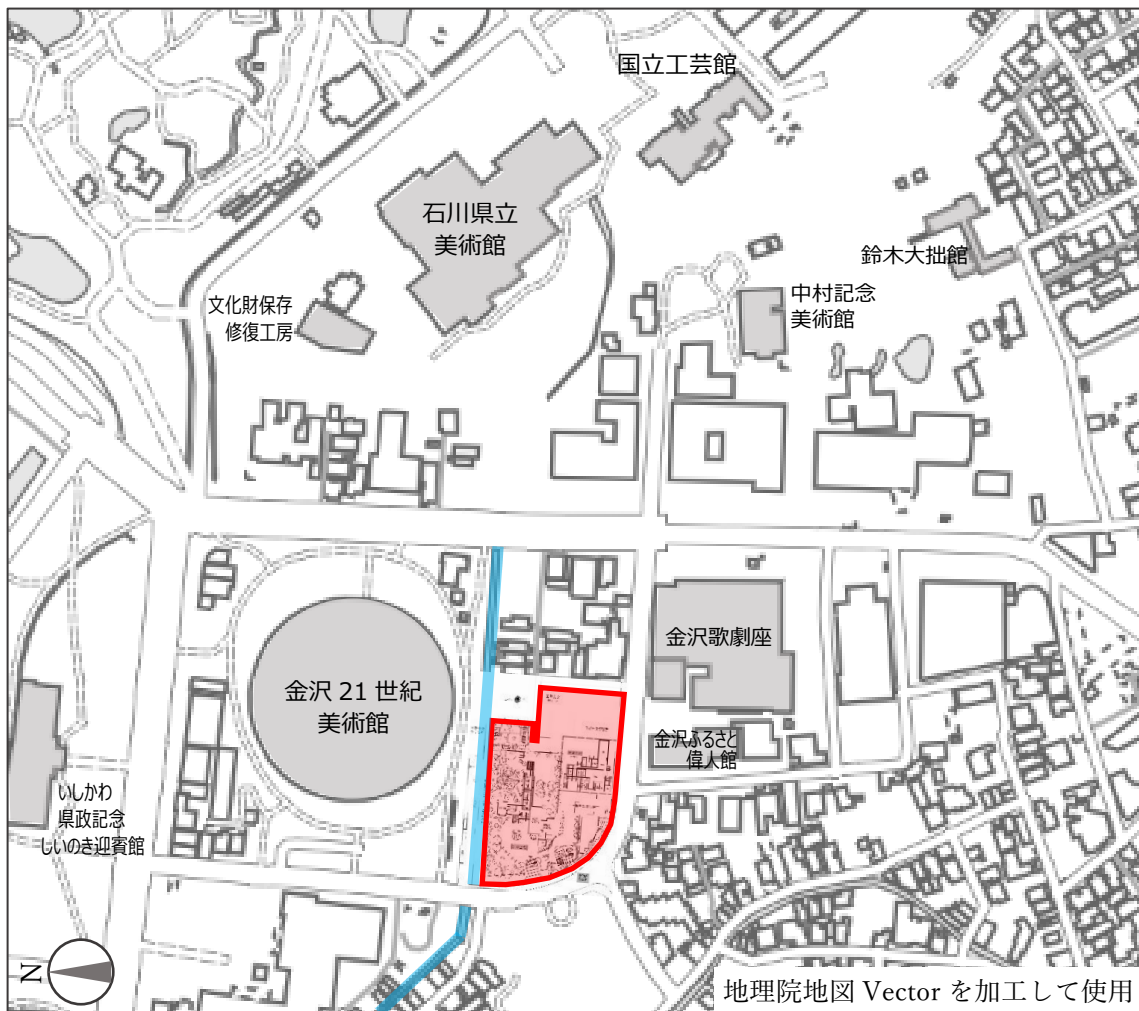 国立工芸館
石川県立
美術館
鈴木大拙館
中村記念
美術館
文化財保存
修復工房
金沢歌劇座
金沢 21 世紀
美術館
金沢ふるさと
偉人館
いしかわ
県政記念
しいのき迎賓館
N
地理院地図 Vector を加工して使用